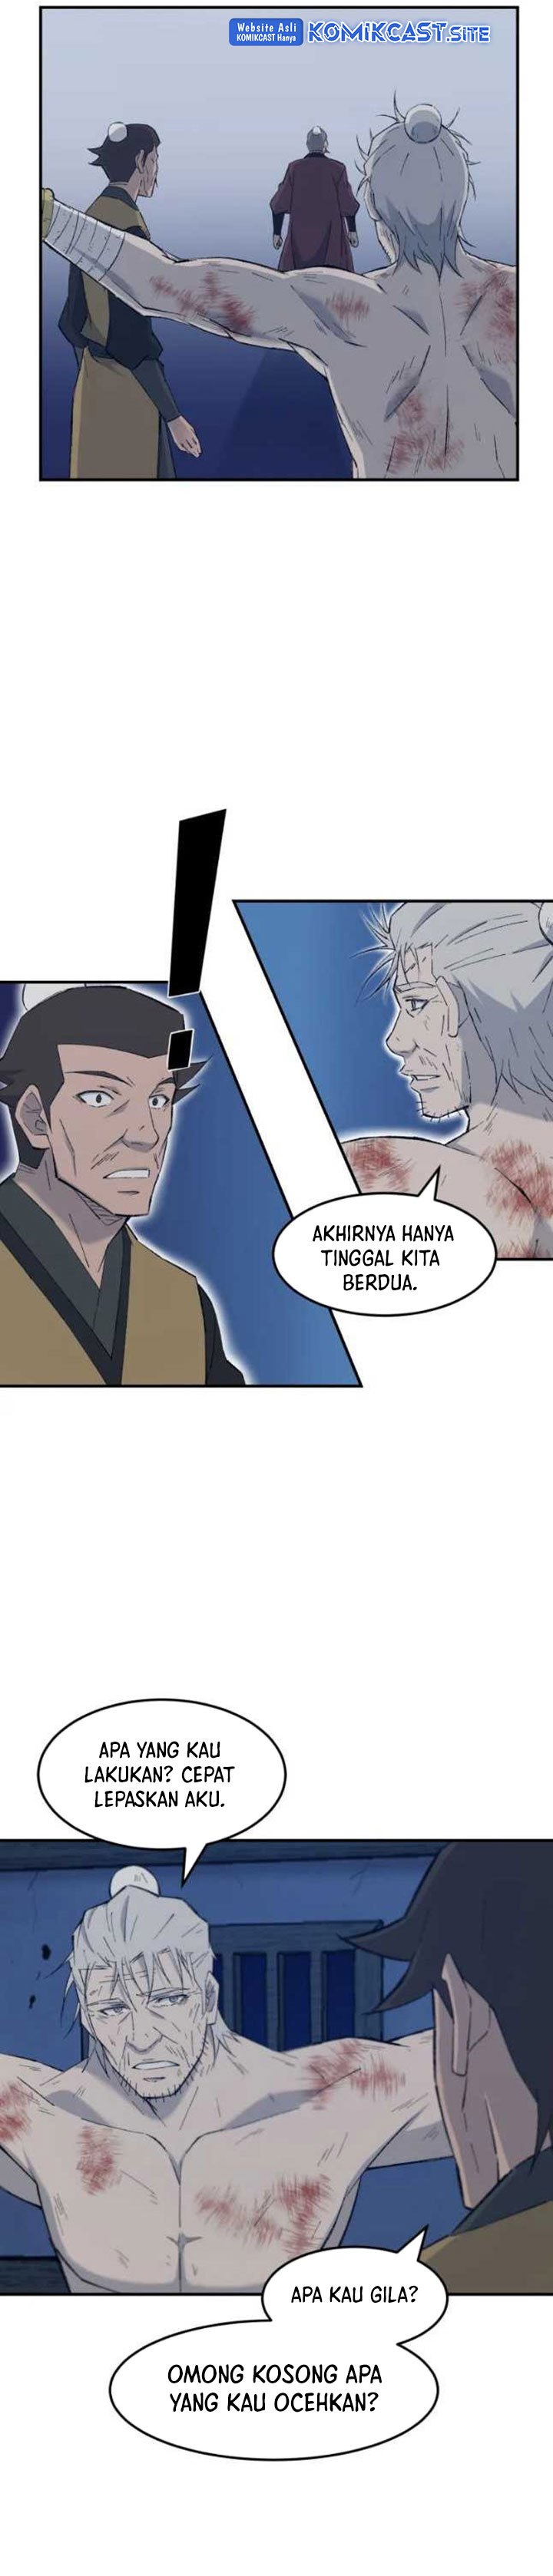 Website Asli
KOMIKCAST Hanya
KOMIKCAST.SITE
AKHIRNYA HANYA
TINGGAL KITA
BERDUA.
APA YANG KAU
LAKUKAN? CEPAT
LEPASKAN AKU.
APA KAU GILA?
OMONG KOSONG APA
YANG KAU OCEHKAN?